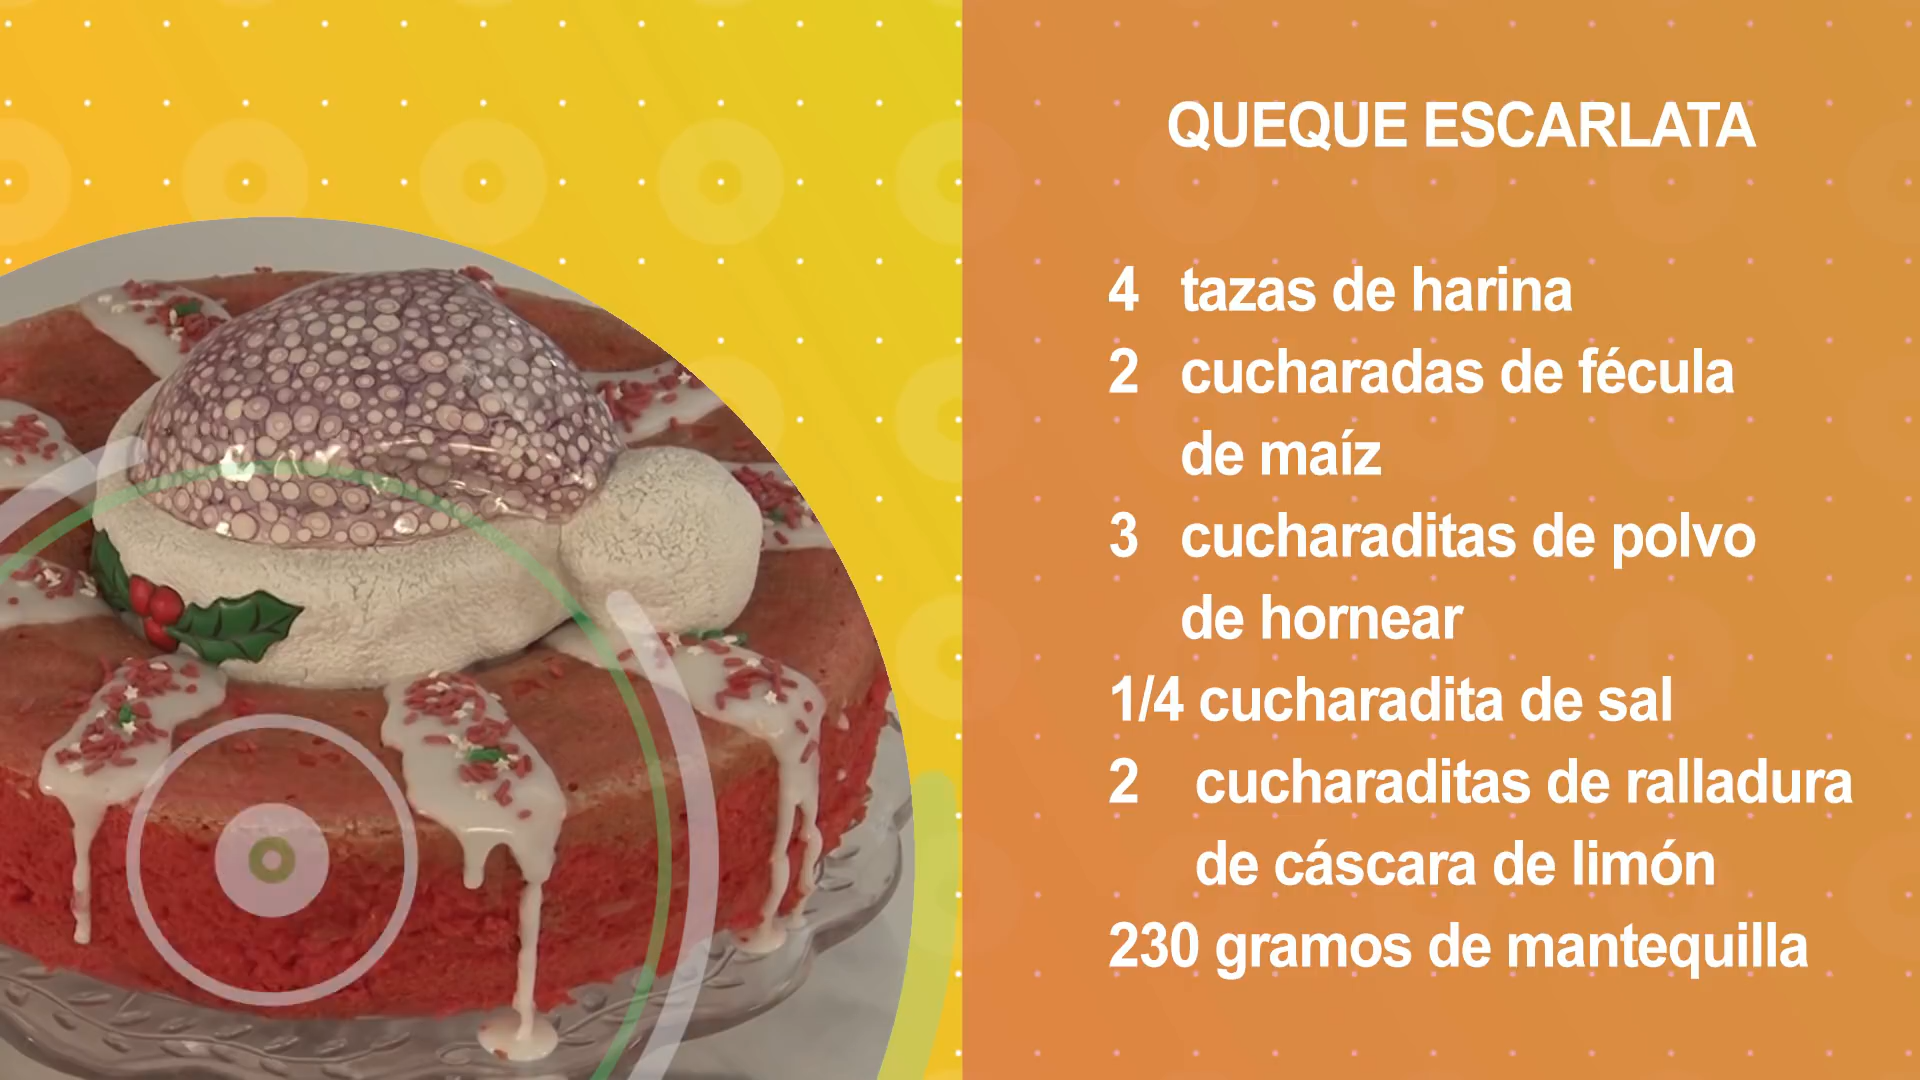 QUEQUE ESCARLATA
4 tazas de harina
2 cucharadas de fécula
de maíz
3 cucharaditas de polvo
de hornear
1/4 cucharadita de sal
2 cucharaditas de ralladura
de cáscara de limón
230 gramos de mantequilla